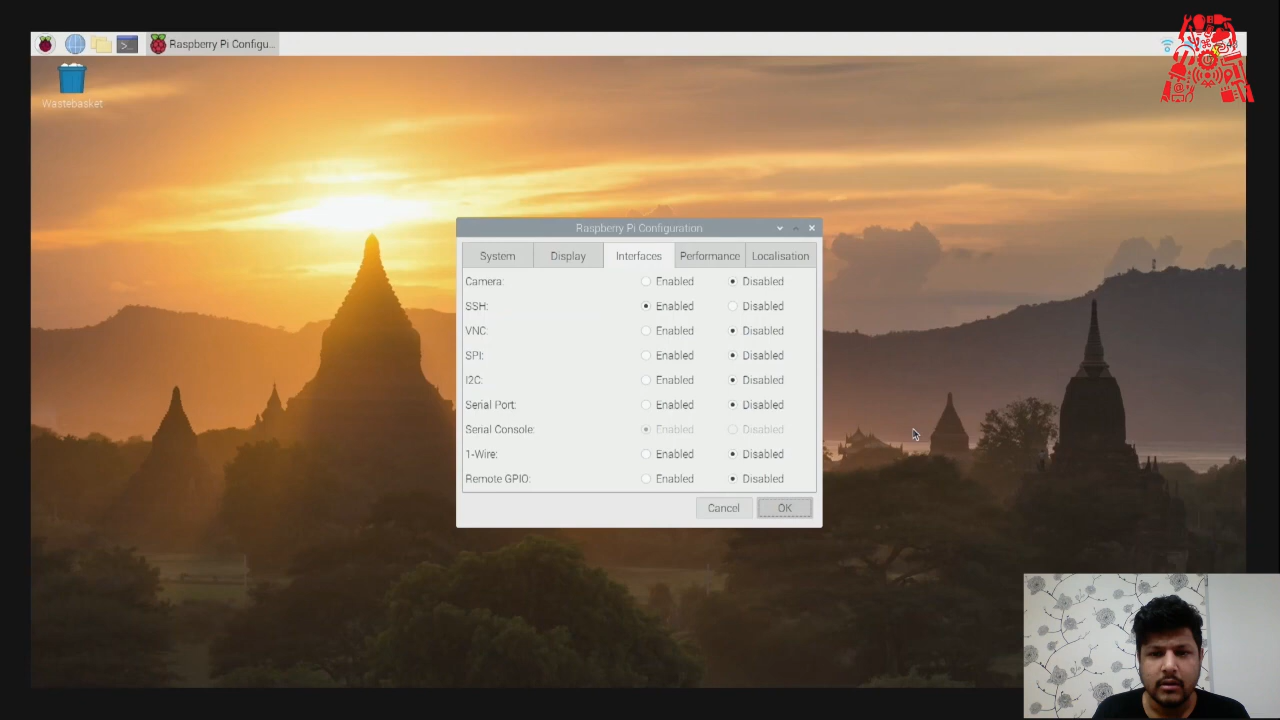 Raspberry Pi Configu...
Wastebasket
Raspberry Pi Configuration
System Display Interfaces Performance Localisation
Camera: Enabled Disabled
SSH: Enabled Disabled
VNC: Enabled Disabled
SPI: Enabled Disabled
I2C: Enabled Disabled
Serial Port: Enabled Disabled
Serial Console: Enabled Disabled
1-Wire: Enabled Disabled
Remote GPIO: Enabled Disabled
Cancel OK